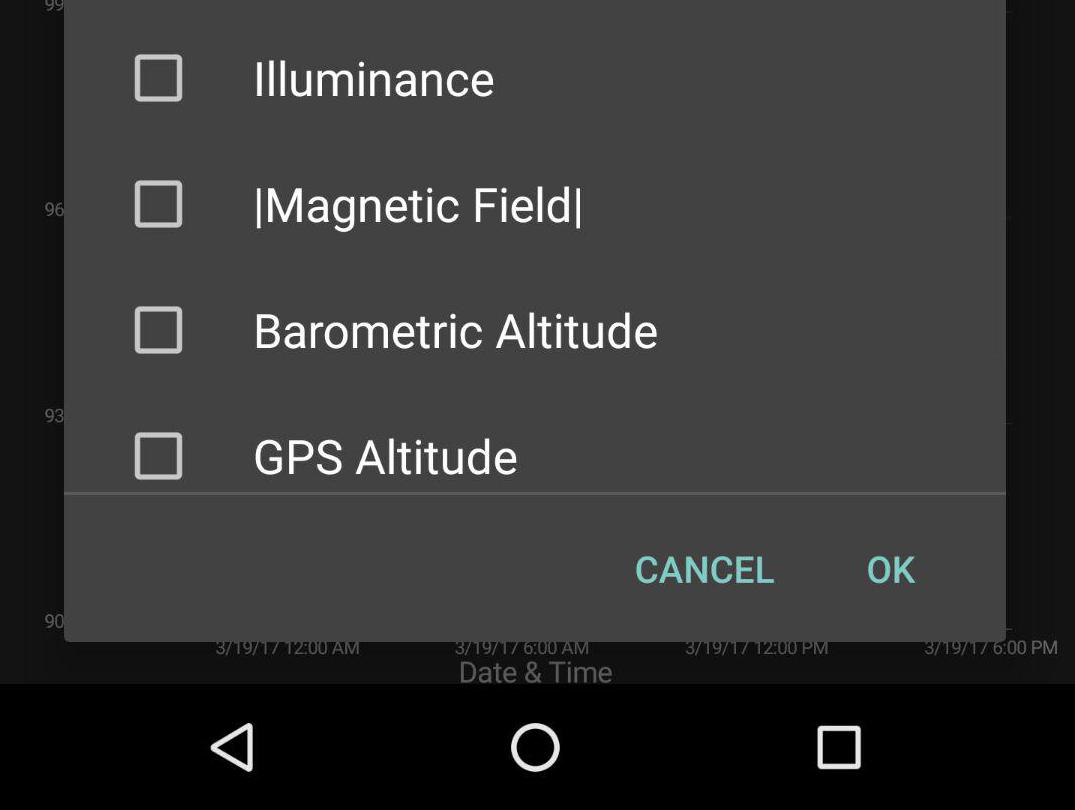 99
Illuminance
96
|Magnetic Field|
Barometric Altitude
93
GPS Altitude
CANCEL OK
90
3/19/17 12:00 AM 3/19/17 6:00 AM 3/19/17 12:00 PM 3/19/17 6:00 PM
Date & Time